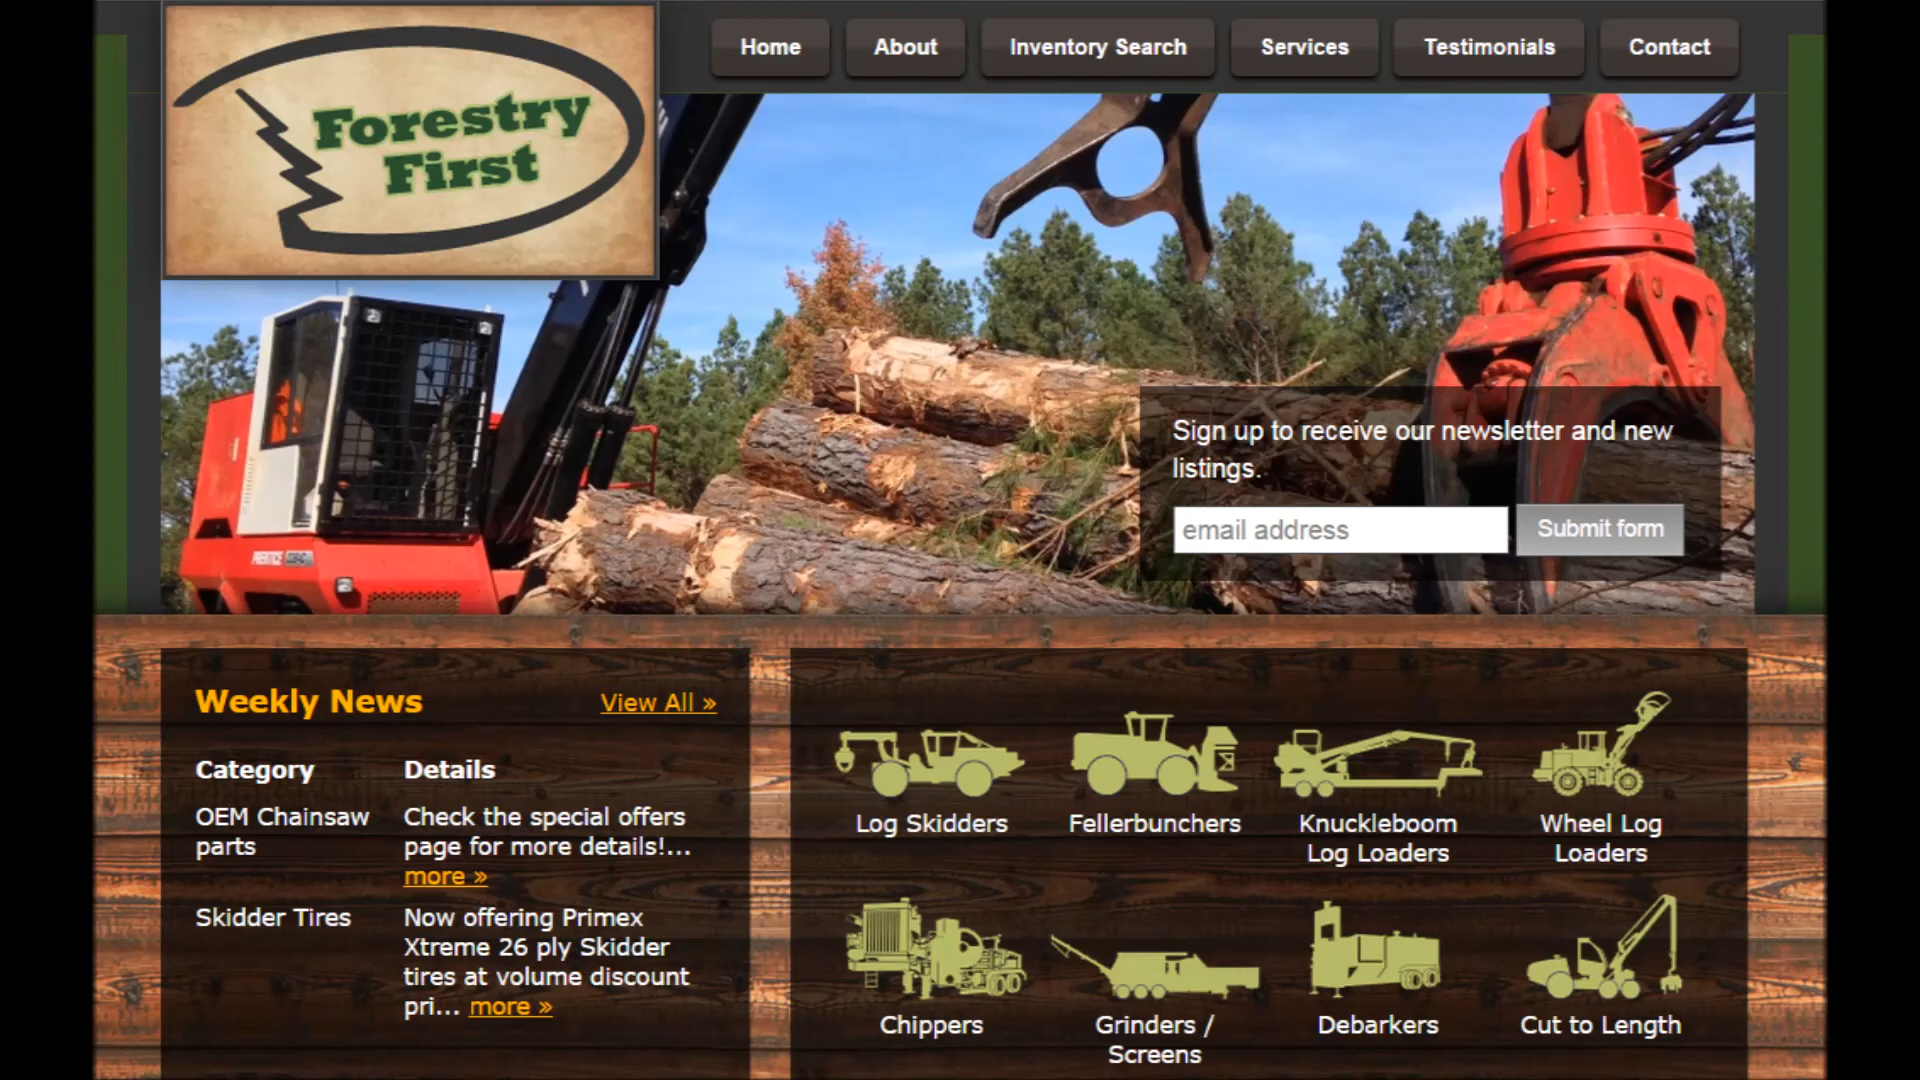 Forestry
First
Home
About
Inventory Search
Services
Testimonials
Contact
Sign up to receive our newsletter and new
listings.
email address
Submit form
Weekly News
View All »
Category
Details
OEM Chainsaw
parts
Check the special offers
page for more details!...
more »
Skidder Tires
Now offering Primex
Xtreme 26 ply Skidder
tires at volume discount
pri... more »
Log Skidders
Fellerbunchers
Knuckleboom
Log Loaders
Wheel Log
Loaders
Chippers
Grinders /
Screens
Debarkers
Cut to Length